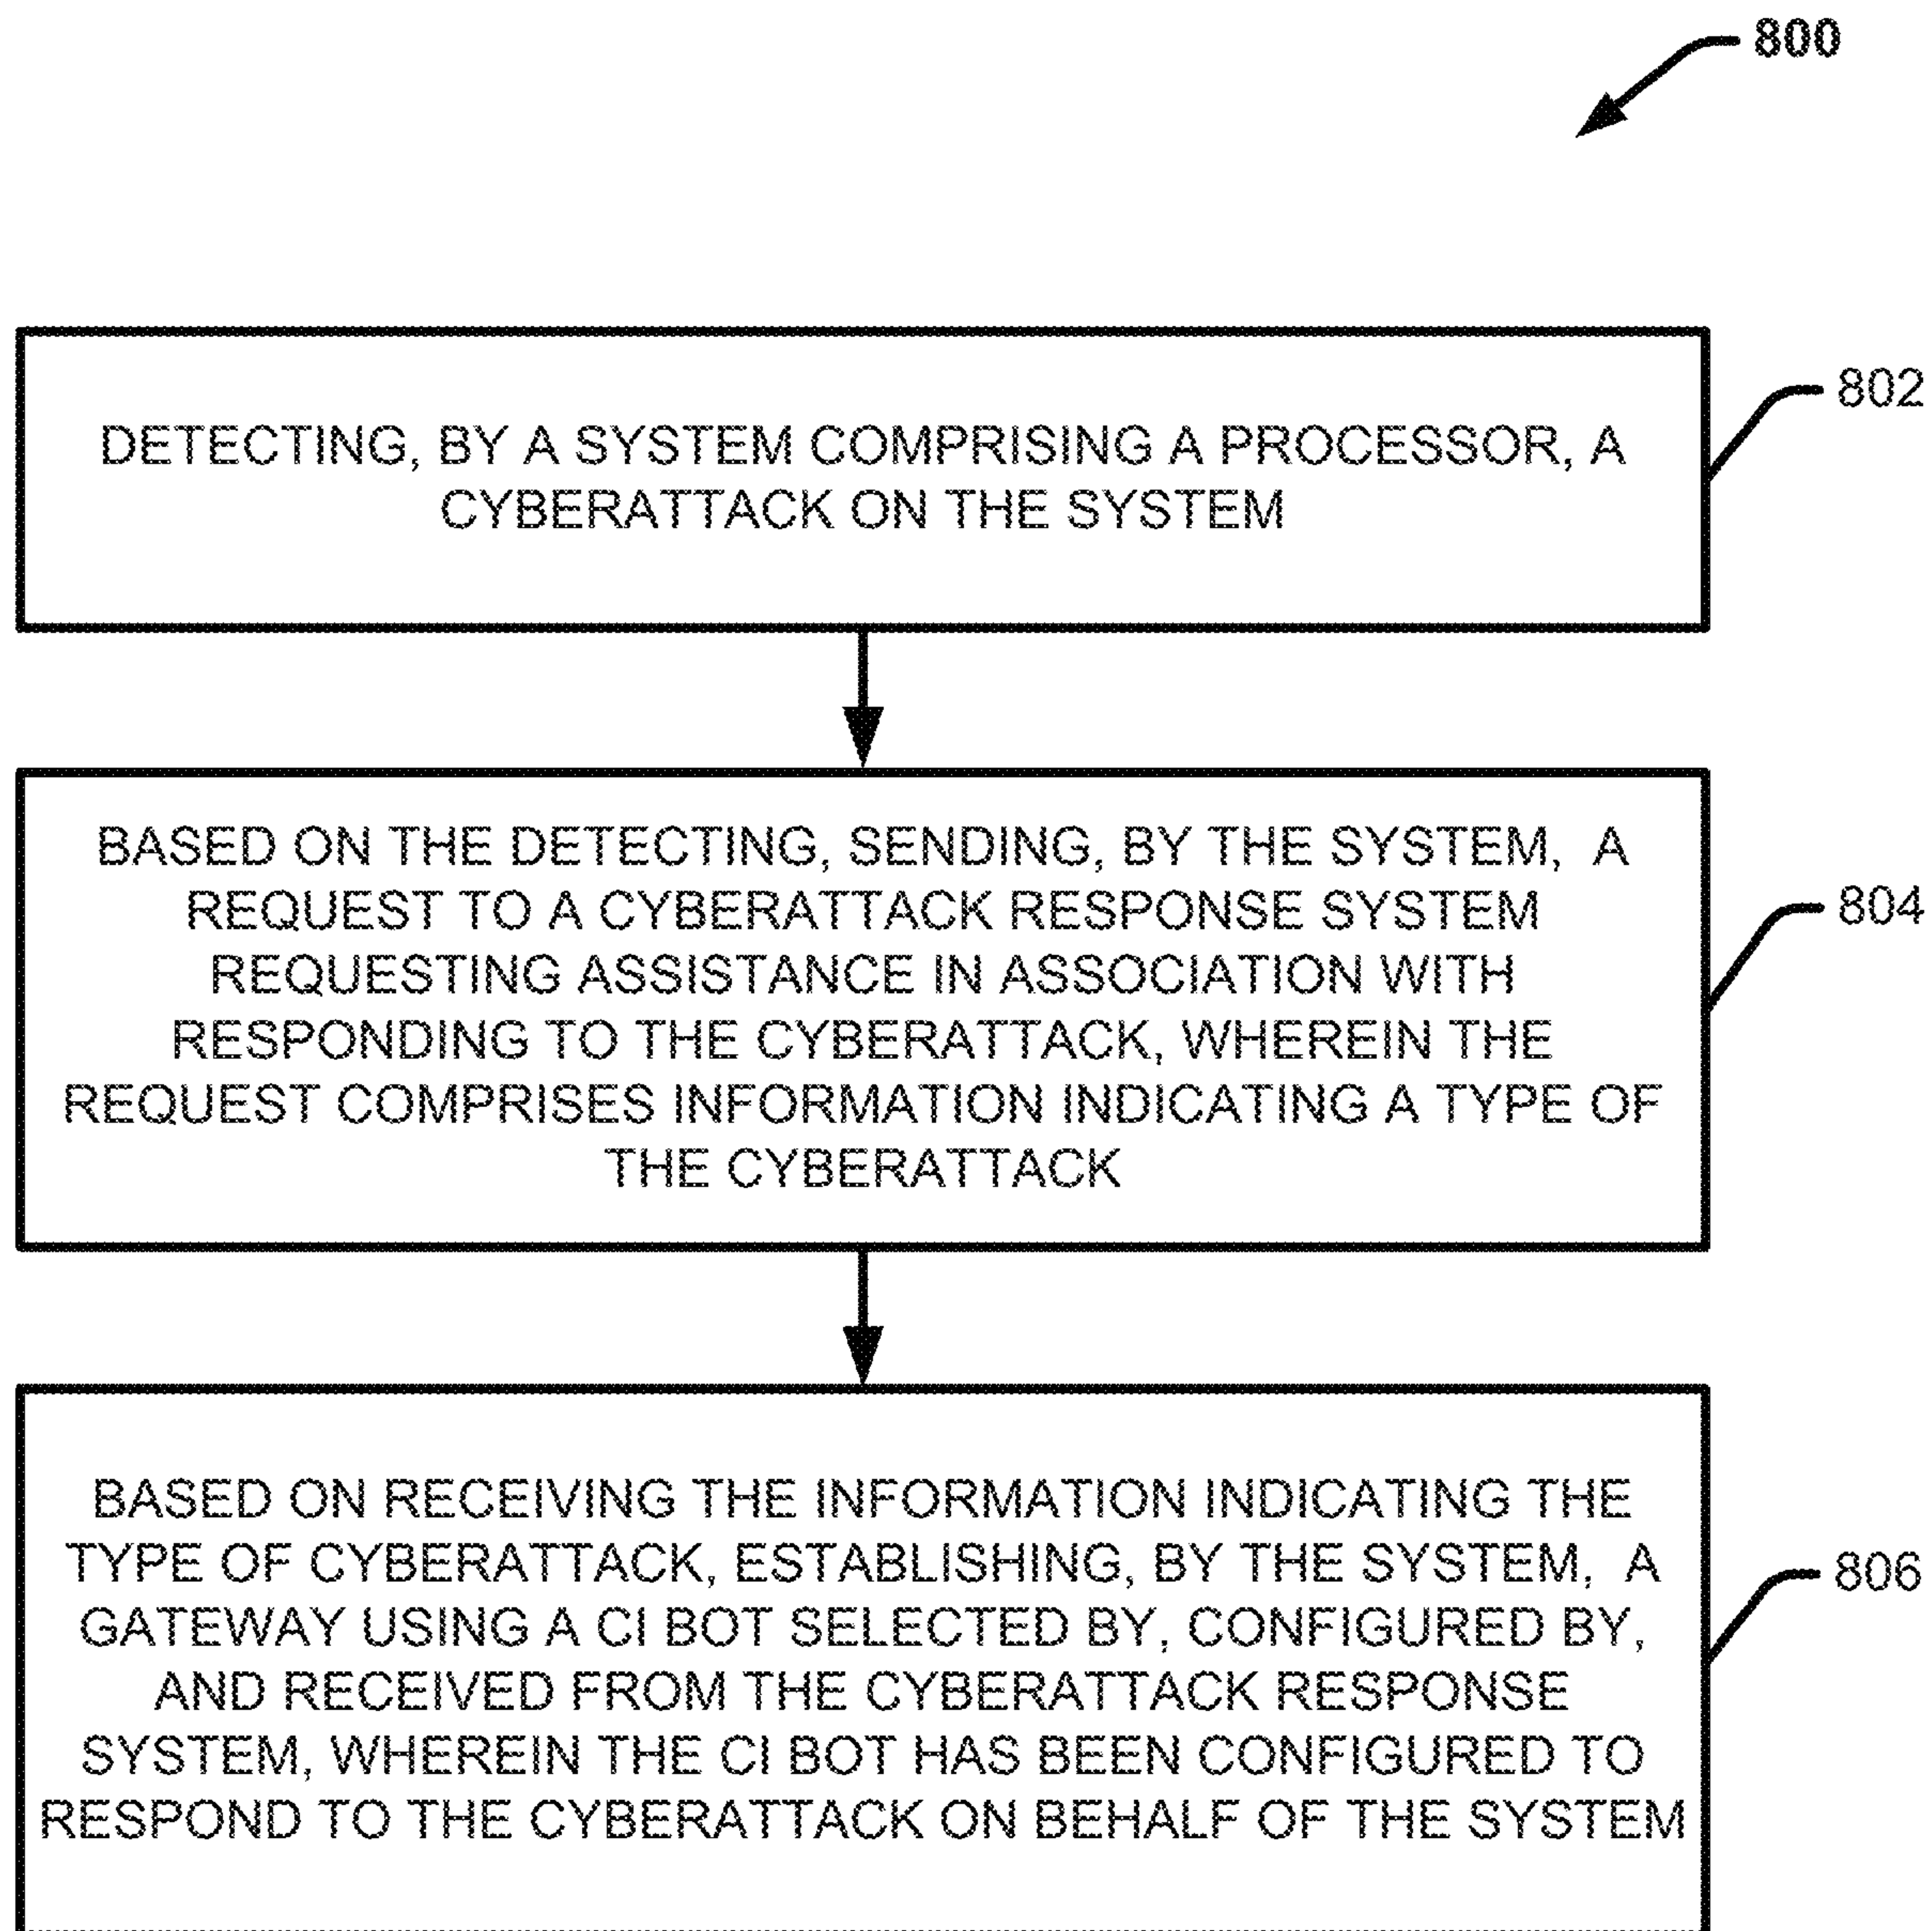 800
802
DETECTING, BY A SYSTEM COMPRISING A PROCESSOR, A
CYBERATTACK ON THE SYSTEM
804
BASED ON THE DETECTING, SENDING, BY THE SYSTEM, A
REQUEST TO A CYBERATTACK RESPONSE SYSTEM
REQUESTING ASSISTANCE IN ASSOCIATION WITH
RESPONDING TO THE CYBERATTACK, WHEREIN THE
REQUEST COMPRISES INFORMATION INDICATING A TYPE OF
THE CYBERATTACK
806
BASED ON RECEIVING THE INFORMATION INDICATING THE
TYPE OF CYBERATTACK, ESTABLISHING, BY THE SYSTEM, A
GATEWAY USING A CI BOT SELECTED BY, CONFIGURED BY,
AND RECEIVED FROM THE CYBERATTACK RESPONSE
SYSTEM, WHEREIN THE CI BOT HAS BEEN CONFIGURED TO
RESPOND TO THE CYBERATTACK ON BEHALF OF THE SYSTEM